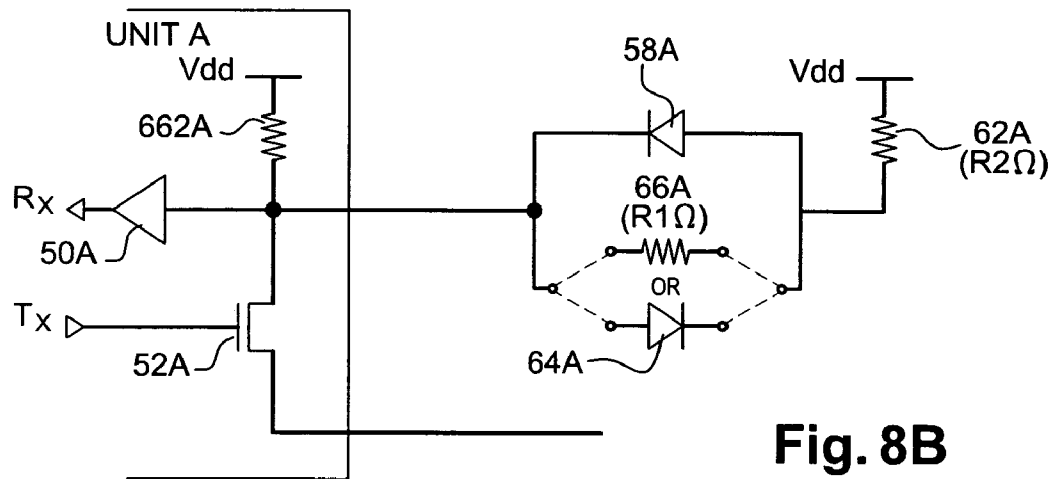 UNIT A
Vdd
662A
RX
50A
TX
52A
58A
66A
(R1Ω)
OR
64A
Vdd
62A
(R2Ω)
Fig. 8B